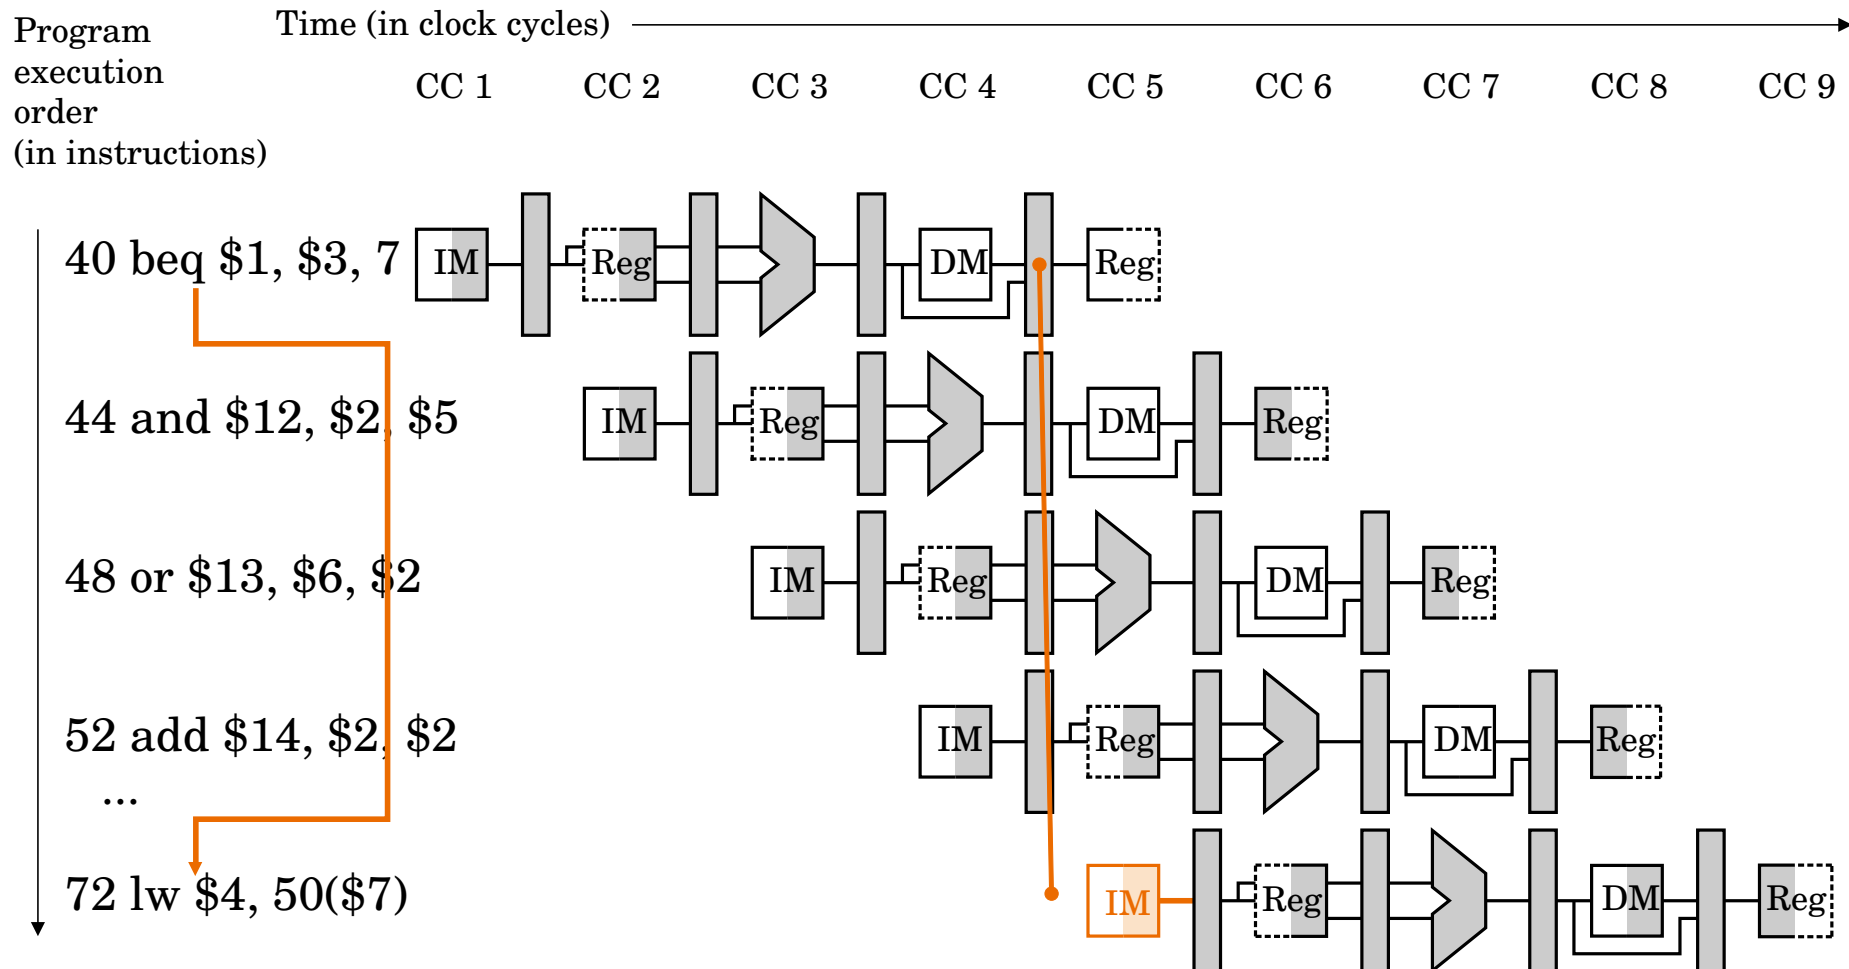 Program
execution
order
(in instructions)
Time (in clock cycles)
CC 1 CC 2 CC 3 CC 4 CC 5 CC 6 CC 7 CC 8 CC 9
40 beq $1, $3, 7 IM Reg DM Reg
44 and $12, $2, $5 IM Reg DM Reg
48 or $13, $6, $2 IM Reg DM Reg
52 add $14, $2, $2 IM Reg DM Reg
...
72 lw $4, 50($7) IM Reg DM Reg